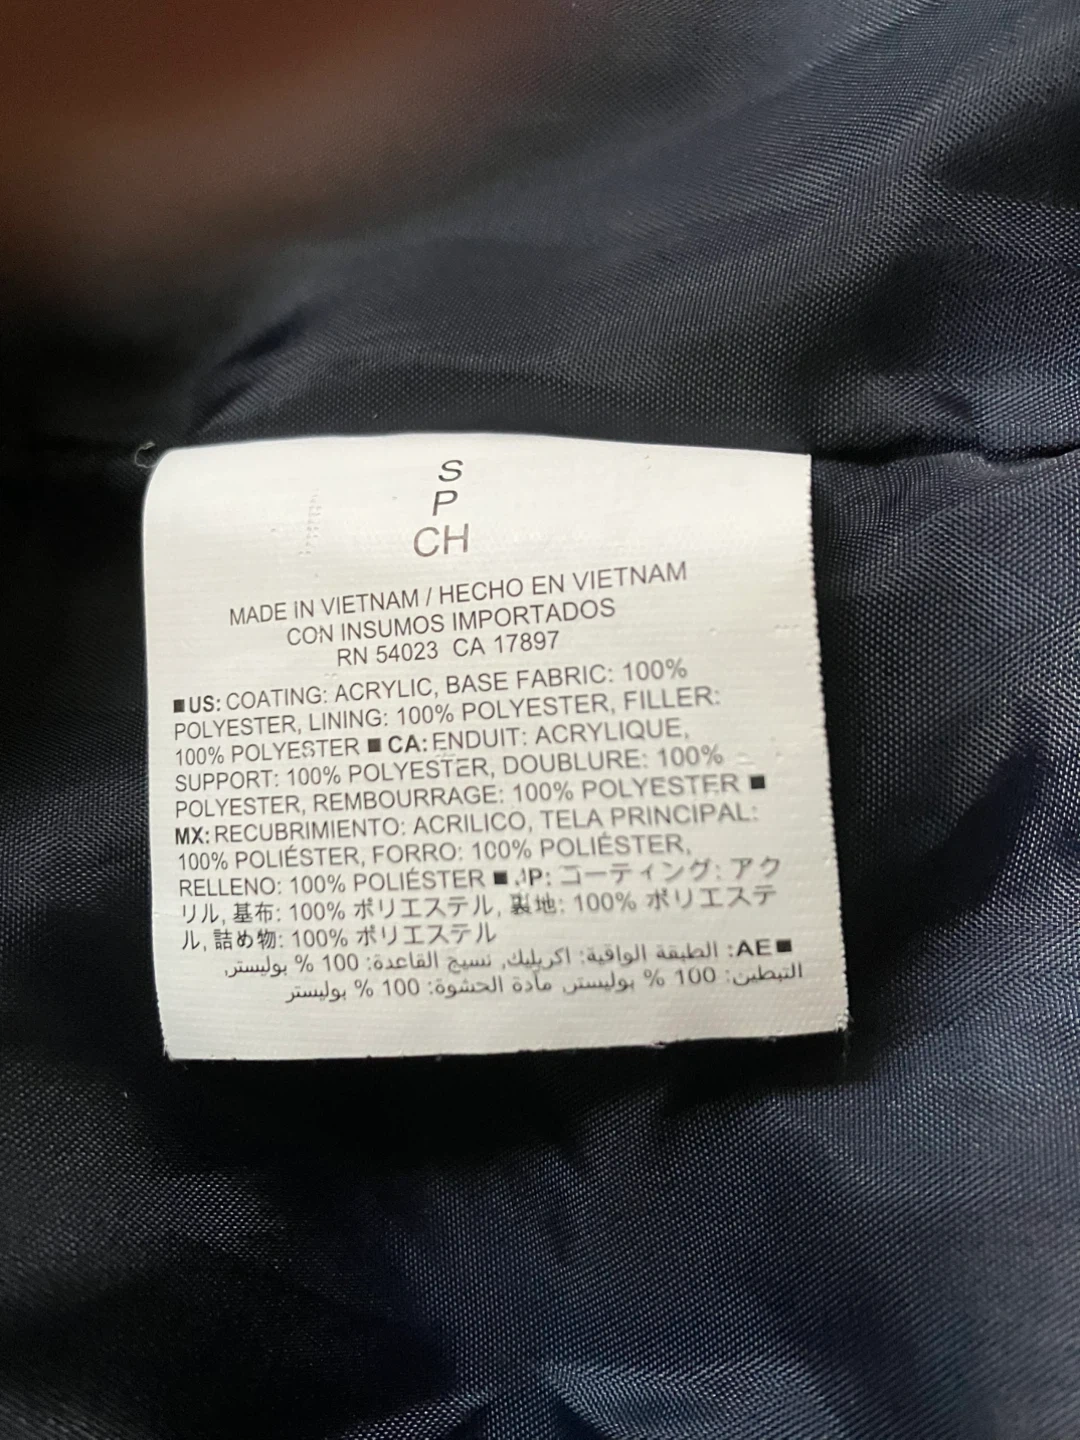 S
P
CH
MADE IN VIETNAM / HECHO EN VIETNAM
CON INSUMOS IMPORTADOS
RN 54023 CA 17897
■US: COATING: ACRYLIC, BASE FABRIC: 100%
POLYESTER, LINING: 100% POLYESTER, FILLER:
100% POLYESTER ■ CA: ENDUIT: ACRYLIQUE,
SUPPORT: 100% POLYESTER, DOUBLURE: 100%
POLYESTER, REMBOURRAGE: 100% POLYESTER ■
MX: RECUBRIMIENTO: ACRILICO, TELA PRINCIPAL:
100% POLIÉSTER, FORRO: 100% POLIÉSTER,
RELLENO: 100% POLIÉSTER ■ JP: コーティング: アク
リル, 基布: 100% ポリエステル, 裏地: 100% ポリエステ
ル, 詰め物: 100% ポリエステル
■AE: الطبقة الواقية: اكريليك, نسيج القاعدة: 100 % بوليستر,
التبطين: 100 % بوليستر, مادة الحشوة: 100 % بوليستر